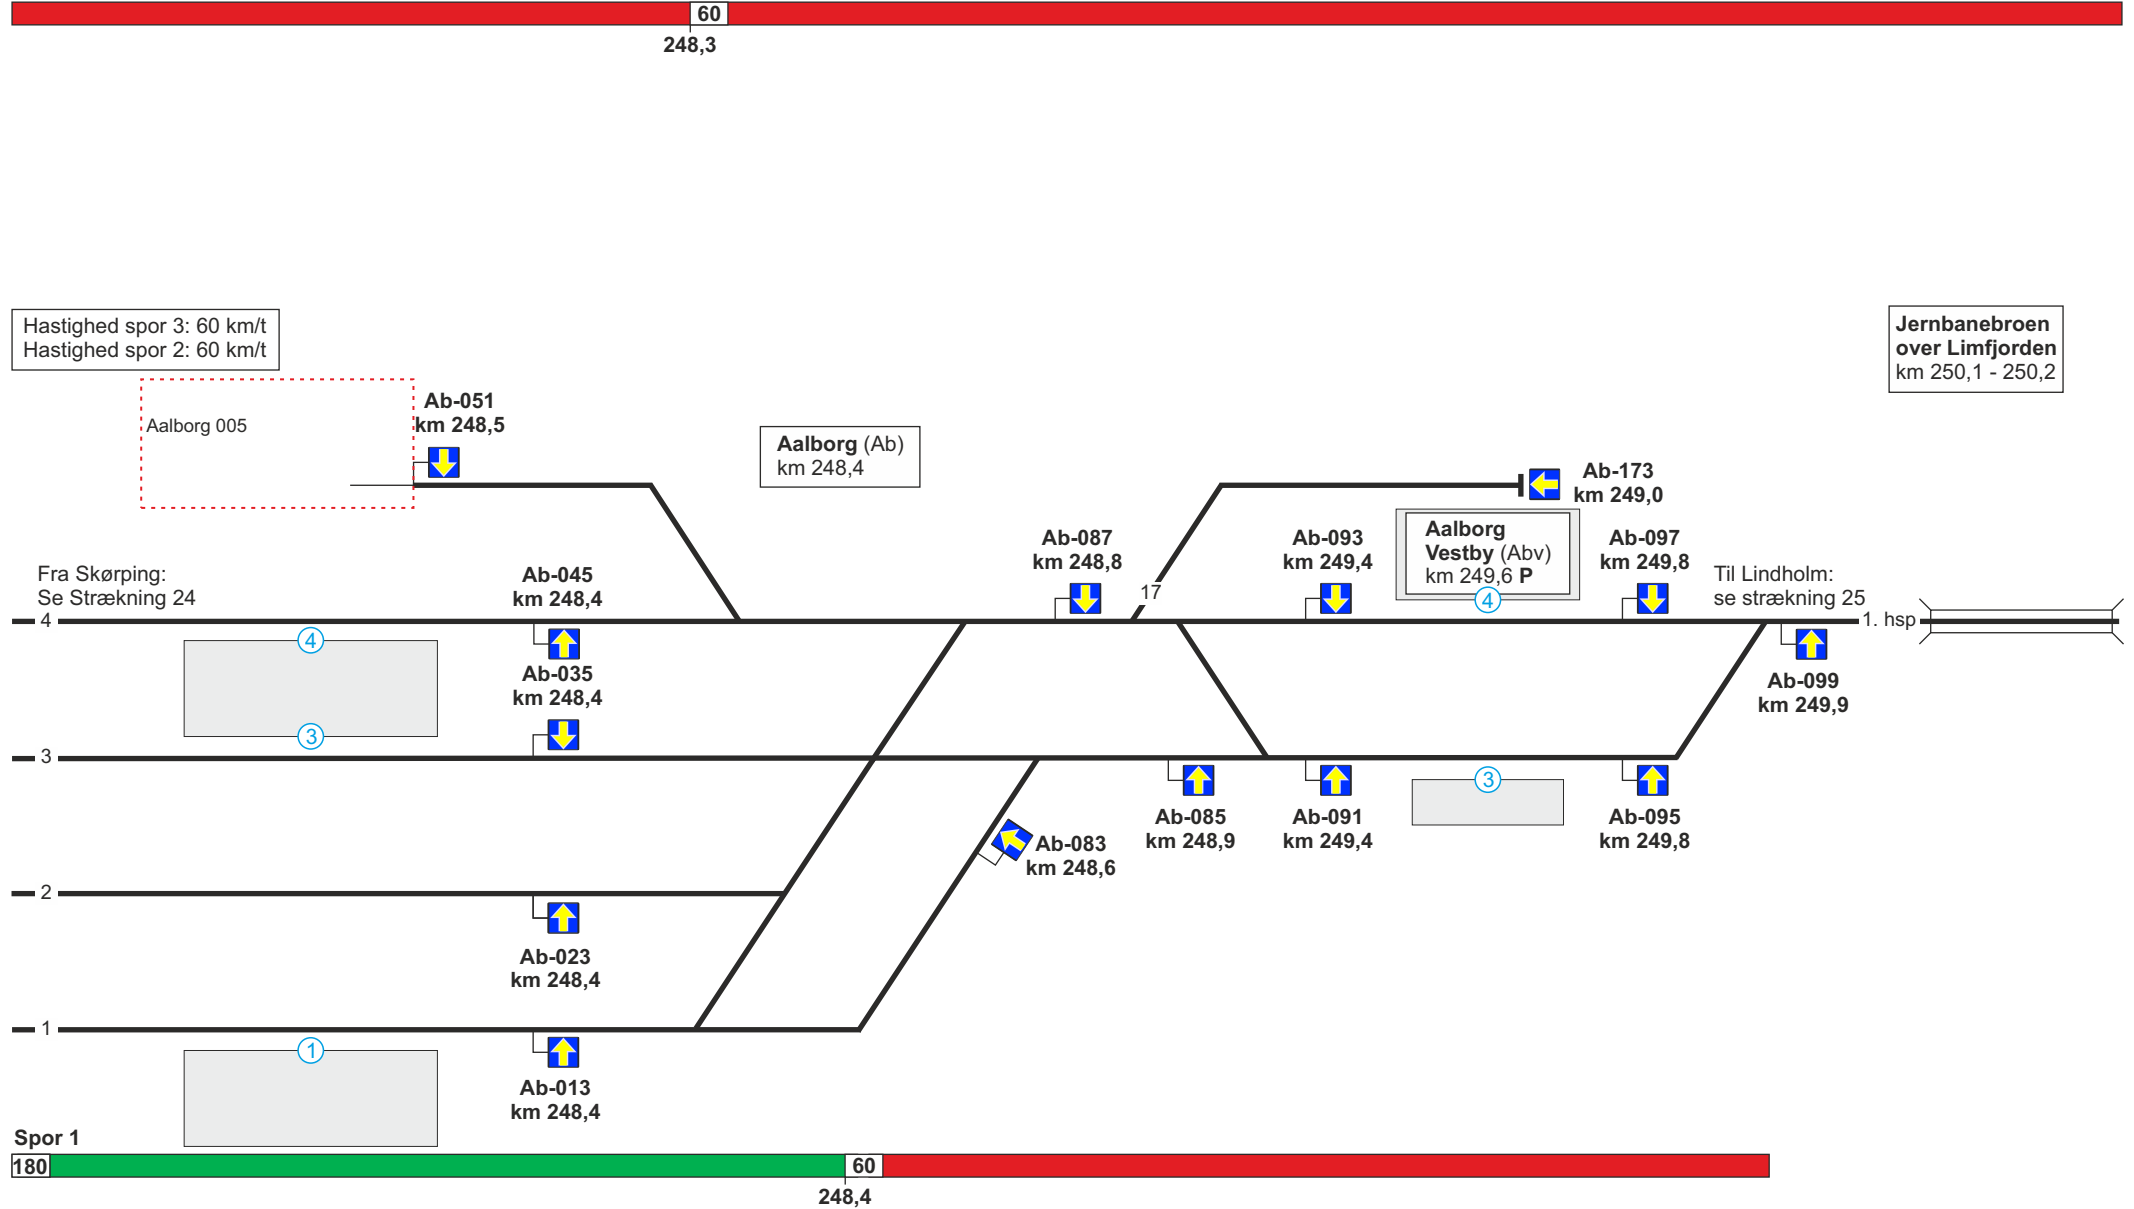 60
248,3
Hastighed spor 3: 60 km/t
Hastighed spor 2: 60 km/t
Jernbanebroen
over Limfjorden
km 250,1 - 250,2
Aalborg 005
Ab-051
km 248,5
Aalborg (Ab)
km 248,4
Ab-173
km 249,0
Ab-087
km 248,8
17
Ab-093
km 249,4
Aalborg
Vestby (Abv)
km 249,6 P
4
Ab-097
km 249,8
Fra Skørping:
Se Strækning 24
Ab-045
km 248,4
Til Lindholm:
se strækning 25
4
1. hsp
4
Ab-035
km 248,4
3
Ab-099
km 249,9
3
Ab-083
km 248,6
Ab-085
km 248,9
Ab-091
km 249,4
3
Ab-095
km 249,8
2
Ab-023
km 248,4
1
1
Ab-013
km 248,4
Spor 1
180
60
248,4